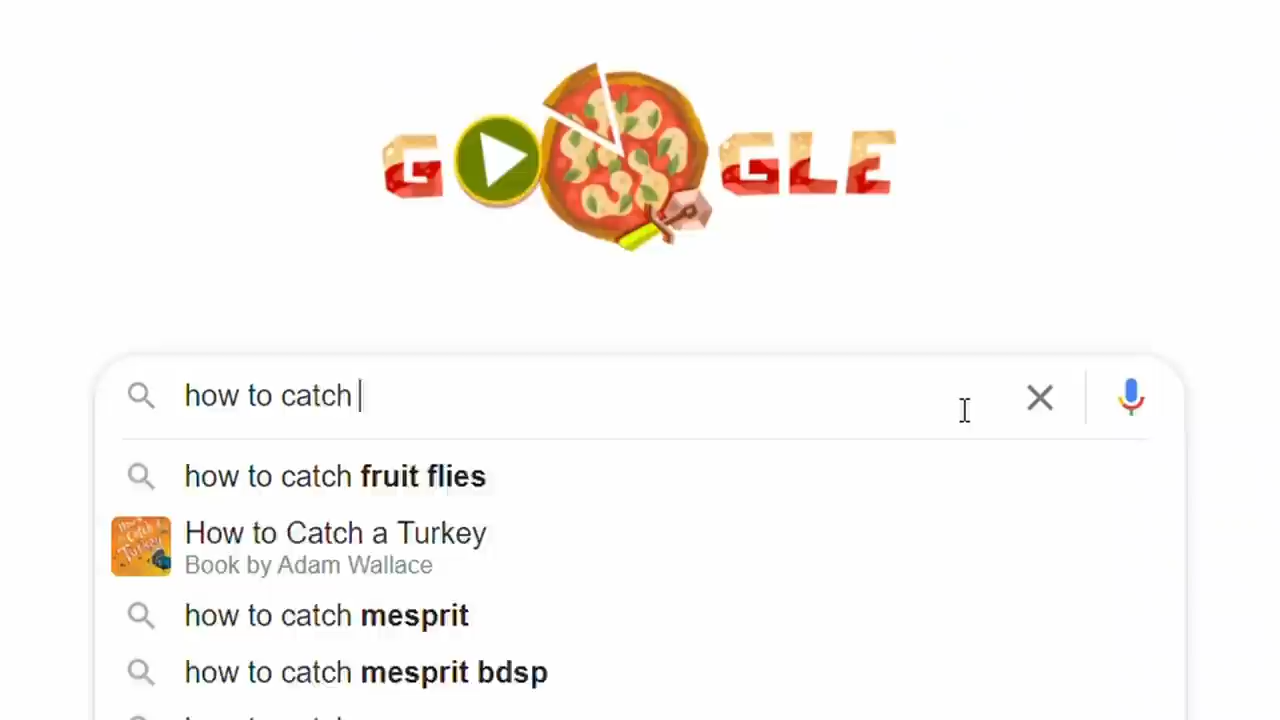 GOOGLE
how to catch
how to catch fruit flies
How to Catch a Turkey
Book by Adam Wallace
how to catch mesprit
how to catch mesprit bdsp